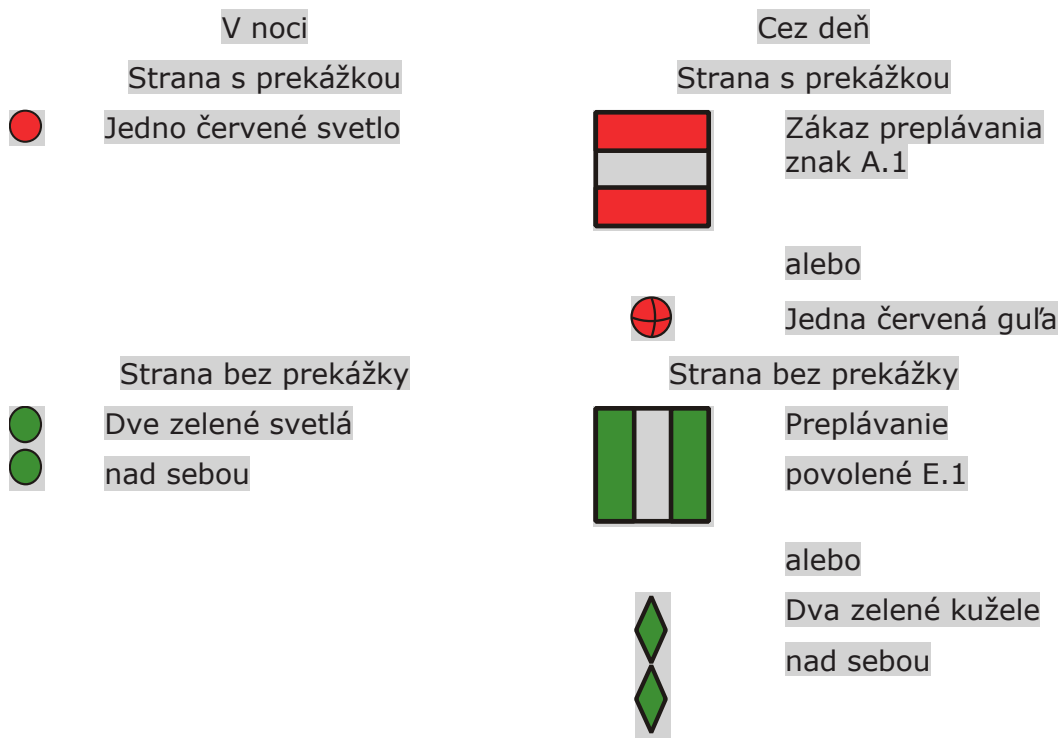 V noci
Cez deň
Strana s prekážkou
Strana s prekážkou
Jedno červené svetlo
Zákaz preplávania
znak A.1
alebo
Jedna červená guľa
Strana bez prekážky
Strana bez prekážky
Dve zelené svetlá
nad sebou
Preplávanie
povolené E.1
alebo
Dva zelené kužele
nad sebou